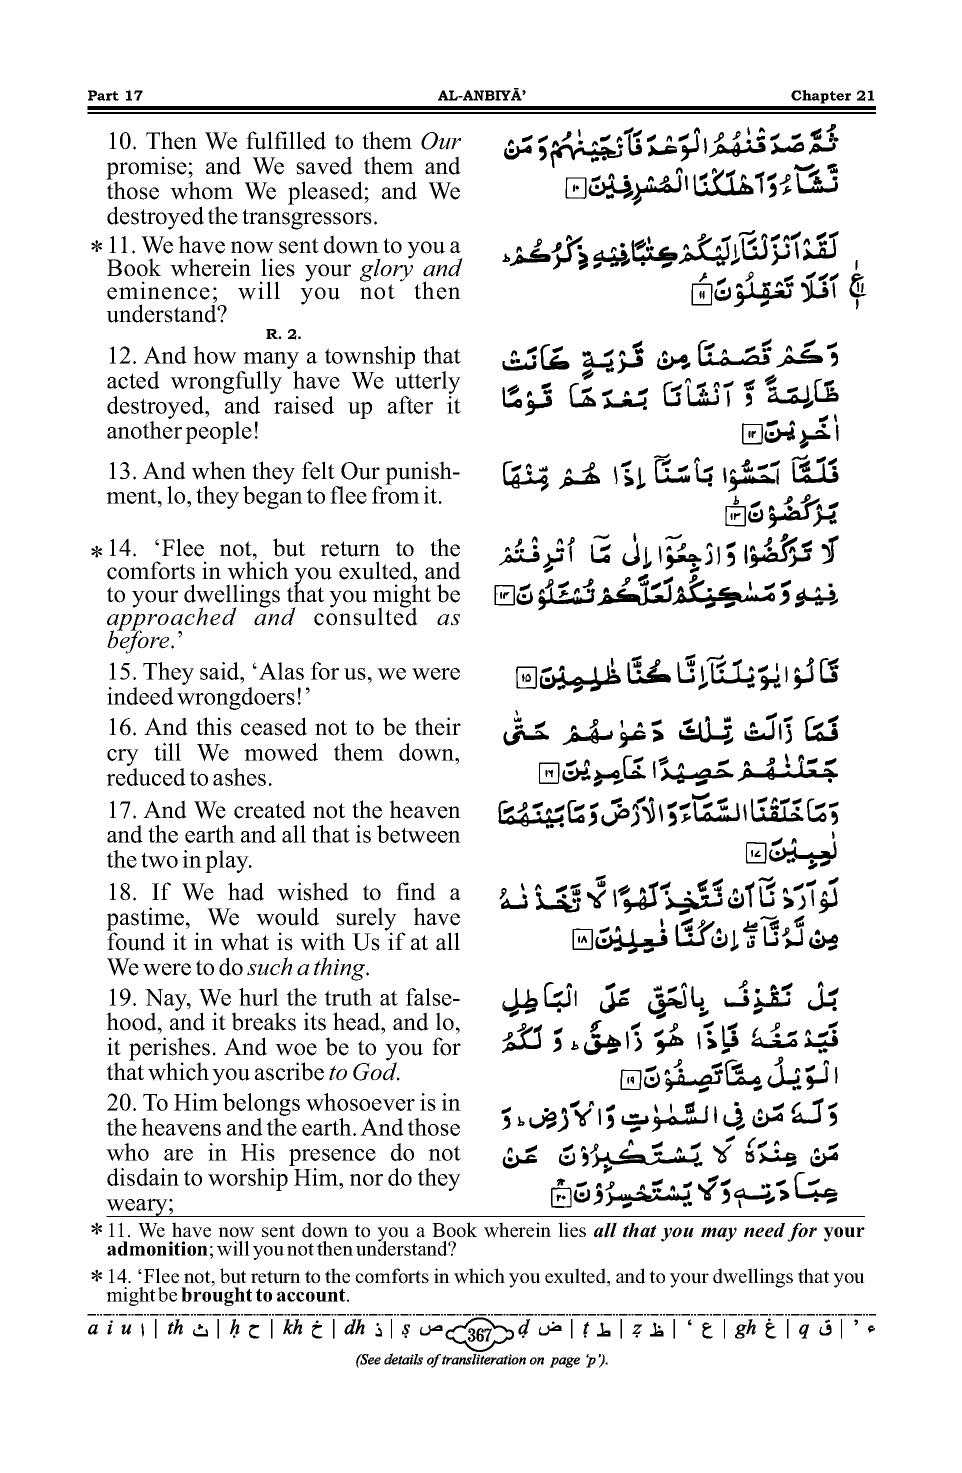 Part 17 AL-ANBIYĀ’ Chapter 21
10. Then We fulfilled to them Our
promise; and We saved them and
those whom We pleased; and We
destroyed the transgressors.
* 11. We have now sent down to you a
Book wherein lies your glory and
eminence; will you not then
understand?
R. 2.
12. And how many a township that
acted wrongfully have We utterly
destroyed, and raised up after it
another people!
13. And when they felt Our punish-
ment, lo, they began to flee from it.
* 14. ‘Flee not, but return to the
comforts in which you exulted, and
to your dwellings that you might be
approached and consulted as
before.’
15. They said, ‘Alas for us, we were
indeed wrongdoers!’
16. And this ceased not to be their
cry till We mowed them down,
reduced to ashes.
17. And We created not the heaven
and the earth and all that is between
the two in play.
18. If We had wished to find a
pastime, We would surely have
found it in what is with Us if at all
We were to do such a thing.
19. Nay, We hurl the truth at false-
hood, and it breaks its head, and lo,
it perishes. And woe be to you for
that which you ascribe to God.
20. To Him belongs whosoever is in
the heavens and the earth. And those
who are in His presence do not
disdain to worship Him, nor do they
weary;
ثُمَّ صَدَقْنٰهُمُ الْوَعْدَ فَاَنْجَيْنٰهُمْ وَ مَنْ
نَّشَآءُ وَ اَهْلَكْنَا الْمُسْرِفِيْنَ ۱۰
لَقَدْ اَنْزَلْنَآ اِلَيْكُمْ كِتٰبًا فِيْهِ ذِكْرُكُمْ ؕ
اَفَلَا تَعْقِلُوْنَ ۱۱
وَ كَمْ قَصَمْنَا مِنْ قَرْيَةٍ كَانَتْ
ظَالِمَةً وَّ اَنْشَاْنَا بَعْدَهَا قَوْمًا
اٰخَرِيْنَ ۱۲
فَلَمَّآ اَحَسُّوْا بَاْسَنَآ اِذَا هُمْ مِّنْهَا
يَرْكُضُوْنَ ۱۳
لَا تَرْكُضُوْا وَ ارْجِعُوْٓا اِلٰى مَآ اُتْرِفْتُمْ
فِيْهِ وَ مَسٰكِنِكُمْ لَعَلَّكُمْ تُسْـَٔلُوْنَ ۱۴
قَالُوْا يٰوَيْلَنَآ اِنَّا كُنَّا ظٰلِمِيْنَ ۱۵
فَمَا زَالَتْ تِّلْكَ دَعْوٰىهُمْ حَتّٰى
جَعَلْنٰهُمْ حَصِيْدًا خَامِدِيْنَ ۱۶
وَ مَا خَلَقْنَا السَّمَآءَ وَ الْاَرْضَ وَ مَا بَيْنَهُمَا
لٰعِبِيْنَ ۱۷
لَوْ اَرَدْنَآ اَنْ نَّتَّخِذَ لَهْوًا لَّا تَّخَذْنٰهُ
مِنْ لَّدُنَّآ ۖۗ اِنْ كُنَّا فٰعِلِيْنَ ۱۸
بَلْ نَقْذِفُ بِالْحَقِّ عَلَى الْبَاطِلِ
فَيَدْمَغُهٗ فَاِذَا هُوَ زَاهِقٌ ؕ وَ لَكُمُ
الْوَيْلُ مِمَّا تَصِفُوْنَ ۱۹
وَ لَهٗ مَنْ فِى السَّمٰوٰتِ وَ الْاَرْضِ ؕ وَ
مَنْ عِنْدَهٗ لَا يَسْتَكْبِرُوْنَ عَنْ
عِبَادَتِهٖ وَ لَا يَسْتَحْسِرُوْنَ ۲۰
* 11. We have now sent down to you a Book wherein lies all that you may need for your
admonition; will you not then understand?
* 14. ‘Flee not, but return to the comforts in which you exulted, and to your dwellings that you
might be brought to account.
a i u ا | th ث | ḥ ح | kh خ | dh ذ | ṣ ص 367 ḍ ض | ṭ ط | ẓ ظ | ‘ ع | gh غ | q ق | ’ ء
(See details of transliteration on page ‘p’).